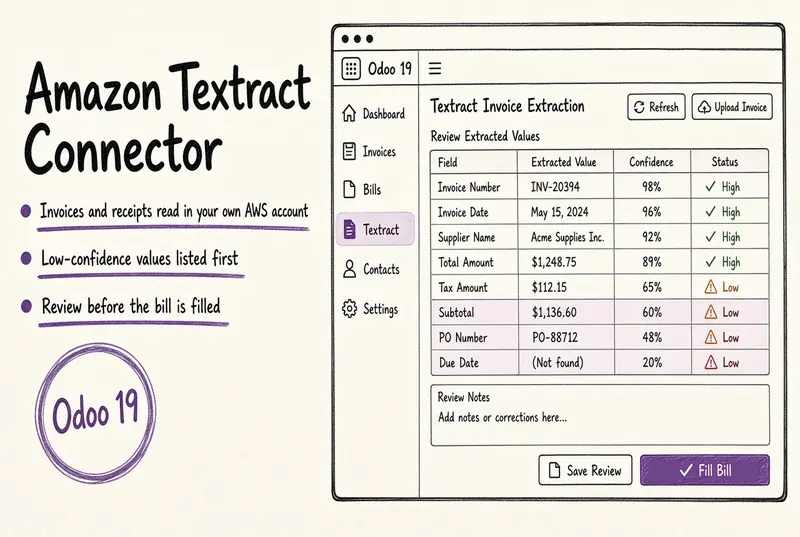 Amazon Textract
Connector
Invoices and receipts read in your own AWS account
Low-confidence values listed first
Review before the bill is filled
Odoo 19
Odoo 19
Dashboard
Invoices
Bills
Textract
Contacts
Settings
Textract Invoice Extraction
Refresh
Upload Invoice
Review Extracted Values
Field Extracted Value Confidence Status
Invoice Number INV-20394 98% High
Invoice Date May 15, 2024 96% High
Supplier Name Acme Supplies Inc. 92% High
Total Amount $1,248.75 89% High
Tax Amount $112.15 65% Low
Subtotal $1,136.60 60% Low
PO Number PO-88712 48% Low
Due Date (Not found) 20% Low
Review Notes
Add notes or corrections here...
Save Review
Fill Bill